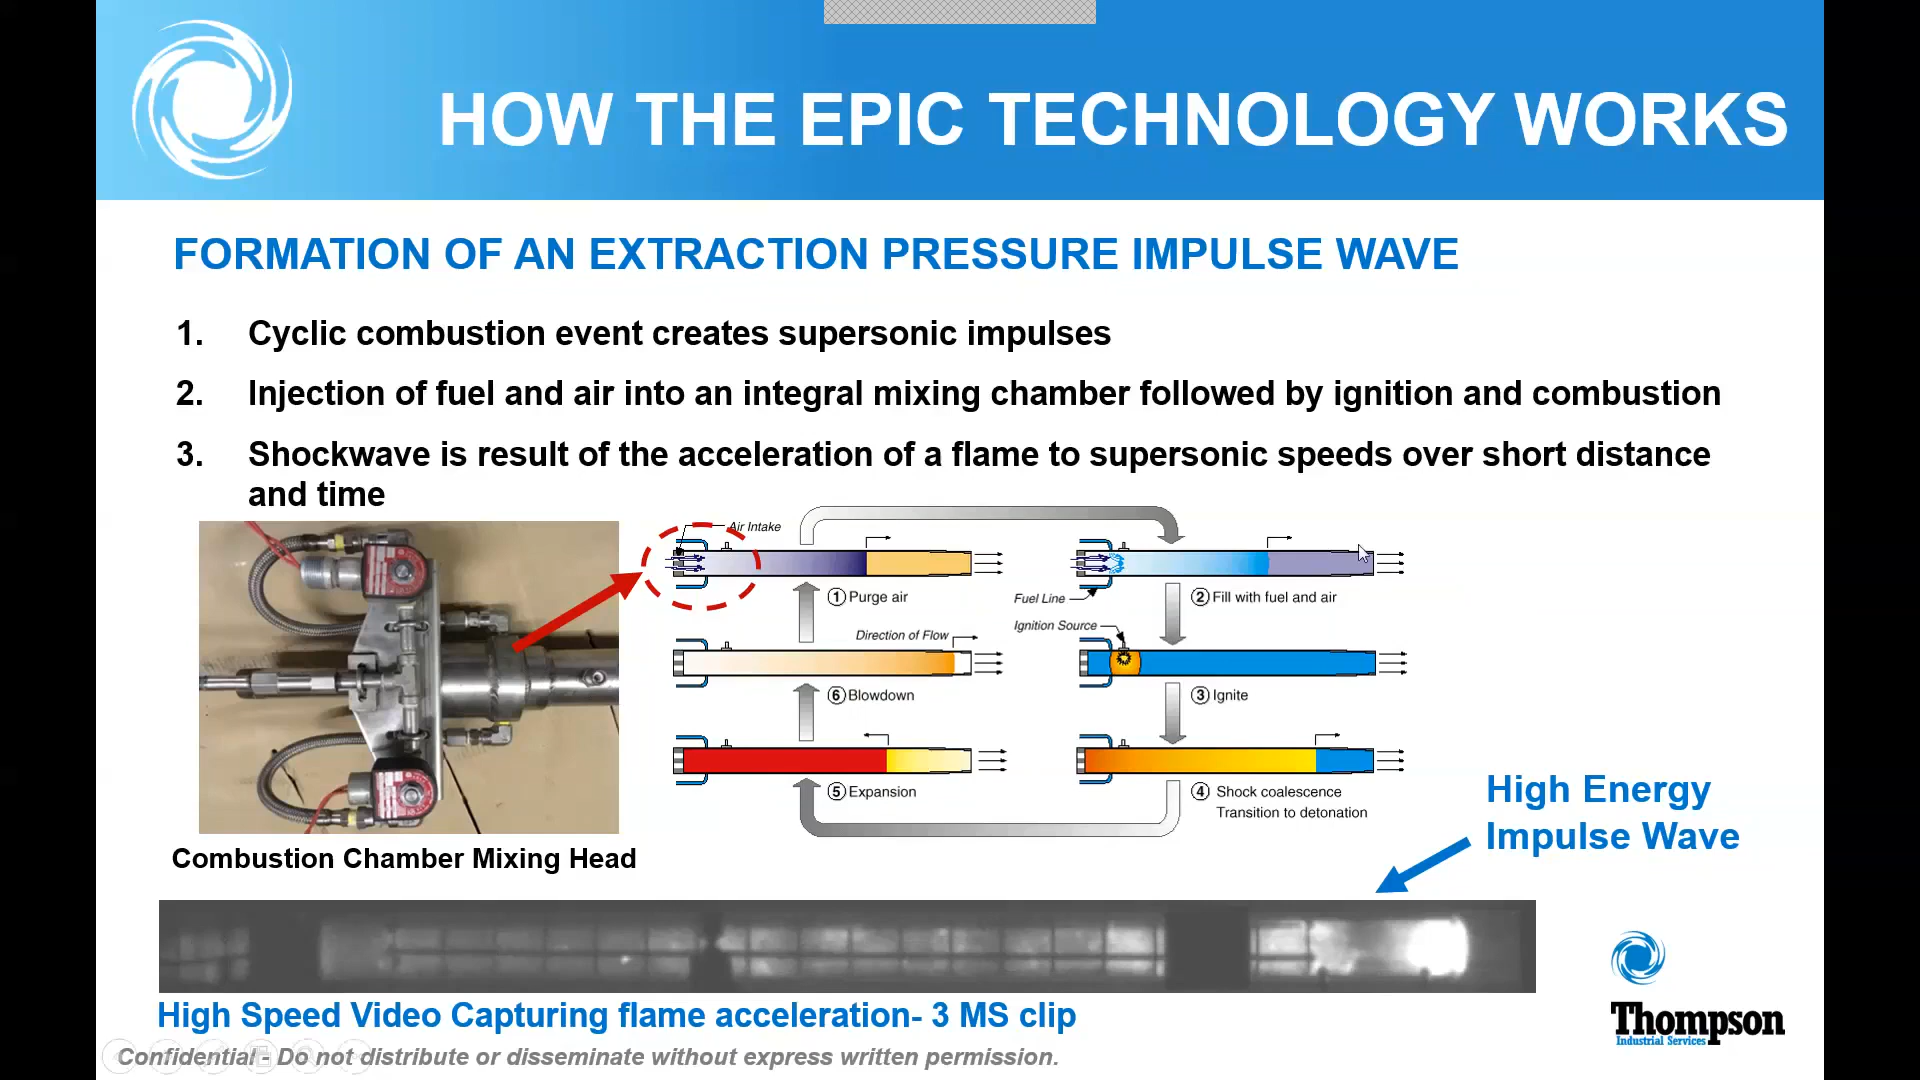 HOW THE EPIC TECHNOLOGY WORKS
FORMATION OF AN EXTRACTION PRESSURE IMPULSE WAVE
1. Cyclic combustion event creates supersonic impulses
2. Injection of fuel and air into an integral mixing chamber followed by ignition and combustion
3. Shockwave is result of the acceleration of a flame to supersonic speeds over short distance
and time
Air Intake
① Purge air
Fuel Line
② Fill with fuel and air
Ignition Source
Direction of Flow
⑥ Blowdown
③ Ignite
⑤ Expansion
④ Shock coalescence
Transition to detonation
High Energy
Impulse Wave
Combustion Chamber Mixing Head
High Speed Video Capturing flame acceleration- 3 MS clip
Thompson
Industrial Services
Confidential - Do not distribute or disseminate without express written permission.